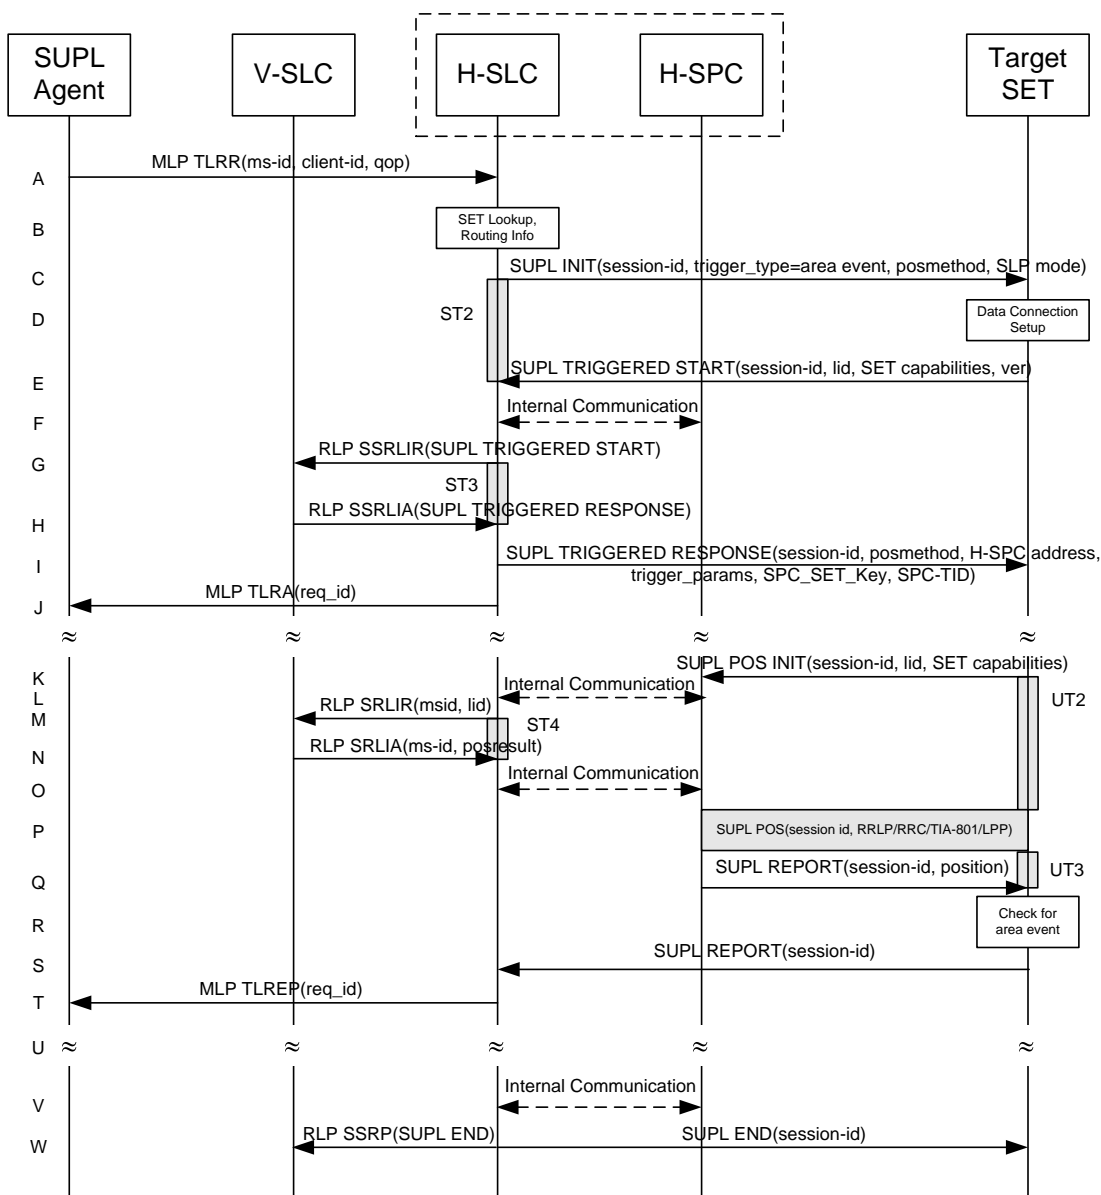 SUPL
Agent
V-SLC
H-SLC
H-SPC
Target
SET
A
MLP TLRR(ms-id, client-id, qop)
B
SET Lookup,
Routing Info
C
SUPL INIT(session-id, trigger_type=area event, posmethod, SLP mode)
D
ST2
Data Connection
Setup
E
SUPL TRIGGERED START(session-id, lid, SET capabilities, ver)
F
Internal Communication
G
RLP SSRLIR(SUPL TRIGGERED START)
ST3
H
RLP SSRLIA(SUPL TRIGGERED RESPONSE)
I
SUPL TRIGGERED RESPONSE(session-id, posmethod, H-SPC address,
trigger_params, SPC_SET_Key, SPC-TID)
J
MLP TLRA(req_id)
≈ ≈ ≈ ≈ ≈
K
SUPL POS INIT(session-id, lid, SET capabilities)
L
Internal Communication
UT2
M
RLP SRLIR(msid, lid)
ST4
N
RLP SRLIA(ms-id, posresult)
O
Internal Communication
P
SUPL POS(session id, RRLP/RRC/TIA-801/LPP)
Q
SUPL REPORT(session-id, position)
UT3
R
Check for
area event
S
SUPL REPORT(session-id)
T
MLP TLREP(req_id)
U
≈ ≈ ≈ ≈ ≈
V
Internal Communication
W
RLP SSRP(SUPL END)
SUPL END(session-id)